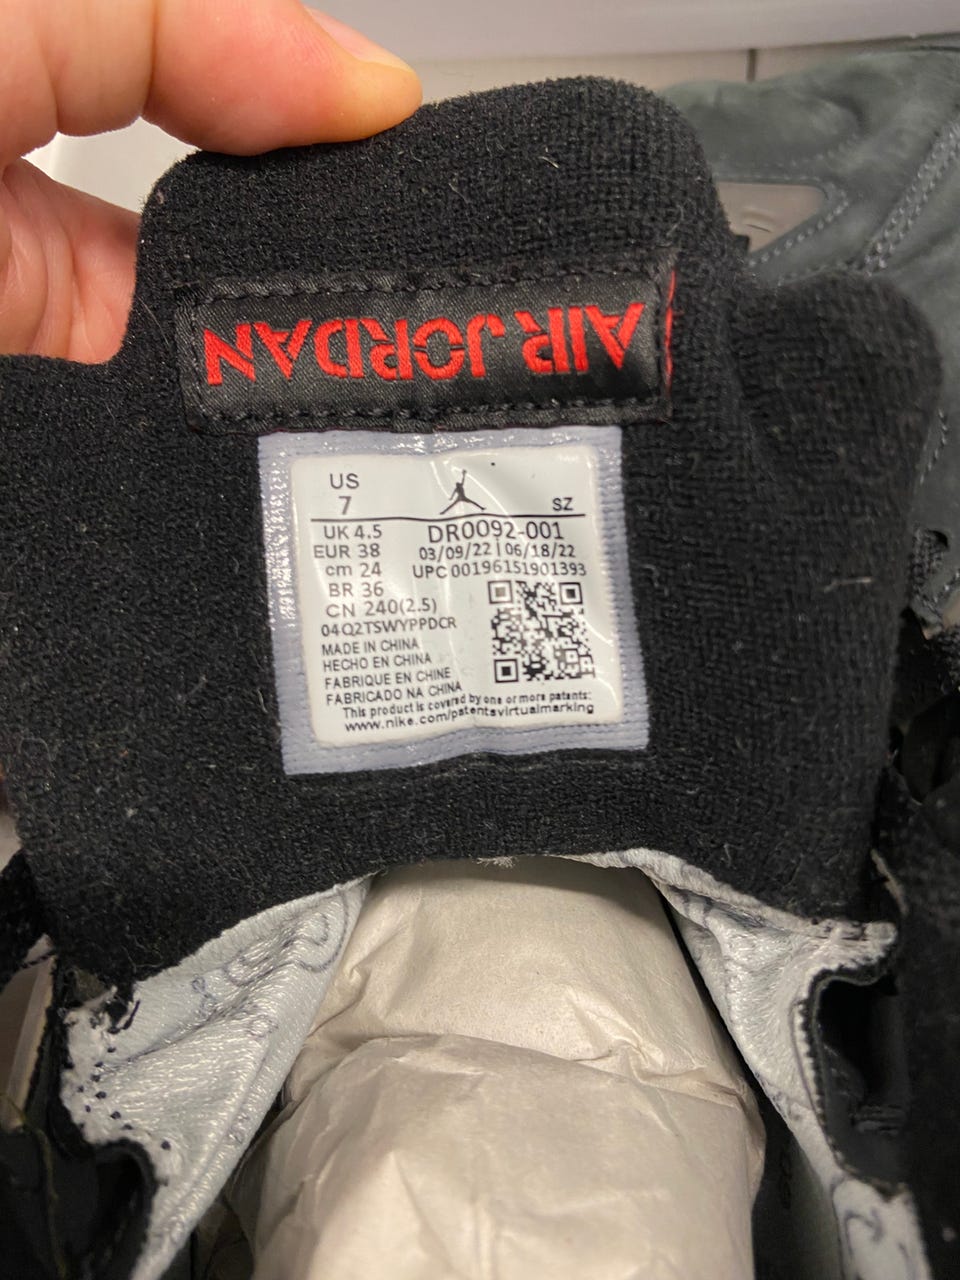 AIR JORDAN
US
7
SZ
UK 4.5
DR0092-001
EUR 38
03/09/22 | 06/18/22
cm 24
UPC 00196151901393
BR 36
CN 240(2.5)
04Q2TSWYPPDCR
MADE IN CHINA
HECHO EN CHINA
FABRIQUE EN CHINE
FABRICADO NA CHINA
This product is covered by one or more patents:
www.nike.com/patentsvirtualmarking